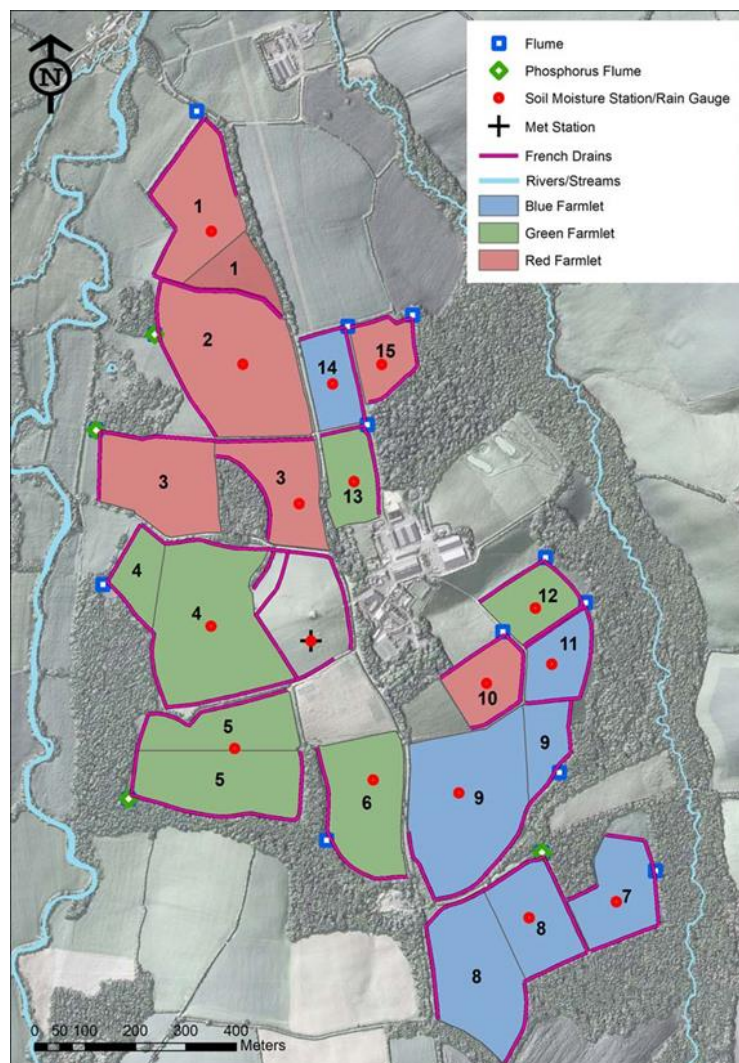 N
Flume
Phosphorus Flume
Soil Moisture Station/Rain Gauge
Met Station
French Drains
Rivers/Streams
Blue Farmlet
Green Farmlet
Red Farmlet
1
1
2
14
15
3
3
13
4
4
12
11
10
5
5
6
9
9
7
8
8
0 50 100 200 300 400
Meters